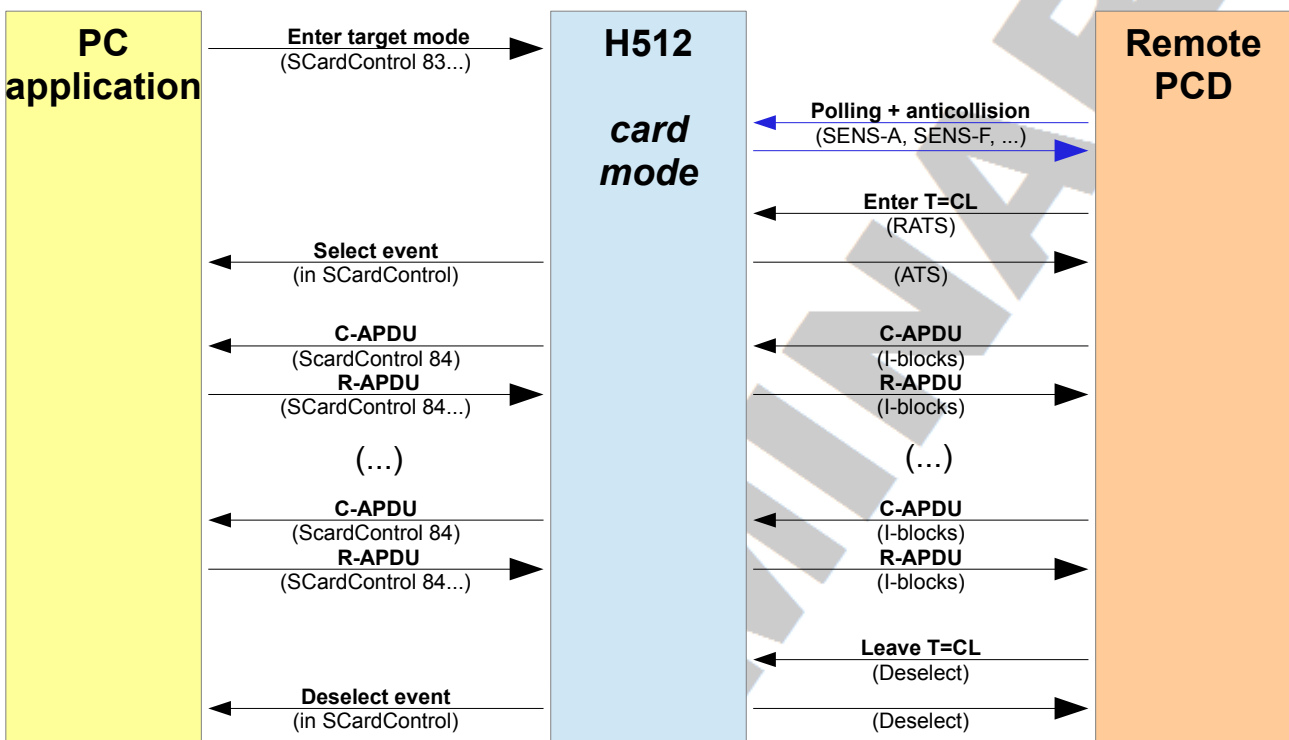 PC
application
H512
card
mode
Remote
PCD
Enter target mode
(SCardControl 83...)
Polling + anticollision
(SENS-A, SENS-F, ...)
Enter T=CL
(RATS)
Select event
(in SCardControl)
(ATS)
C-APDU
(ScardControl 84)
C-APDU
(I-blocks)
R-APDU
(SCardControl 84...)
R-APDU
(I-blocks)
(...)
(...)
C-APDU
(ScardControl 84)
C-APDU
(I-blocks)
R-APDU
(SCardControl 84...)
R-APDU
(I-blocks)
Leave T=CL
(Deselect)
Deselect event
(in SCardControl)
(Deselect)